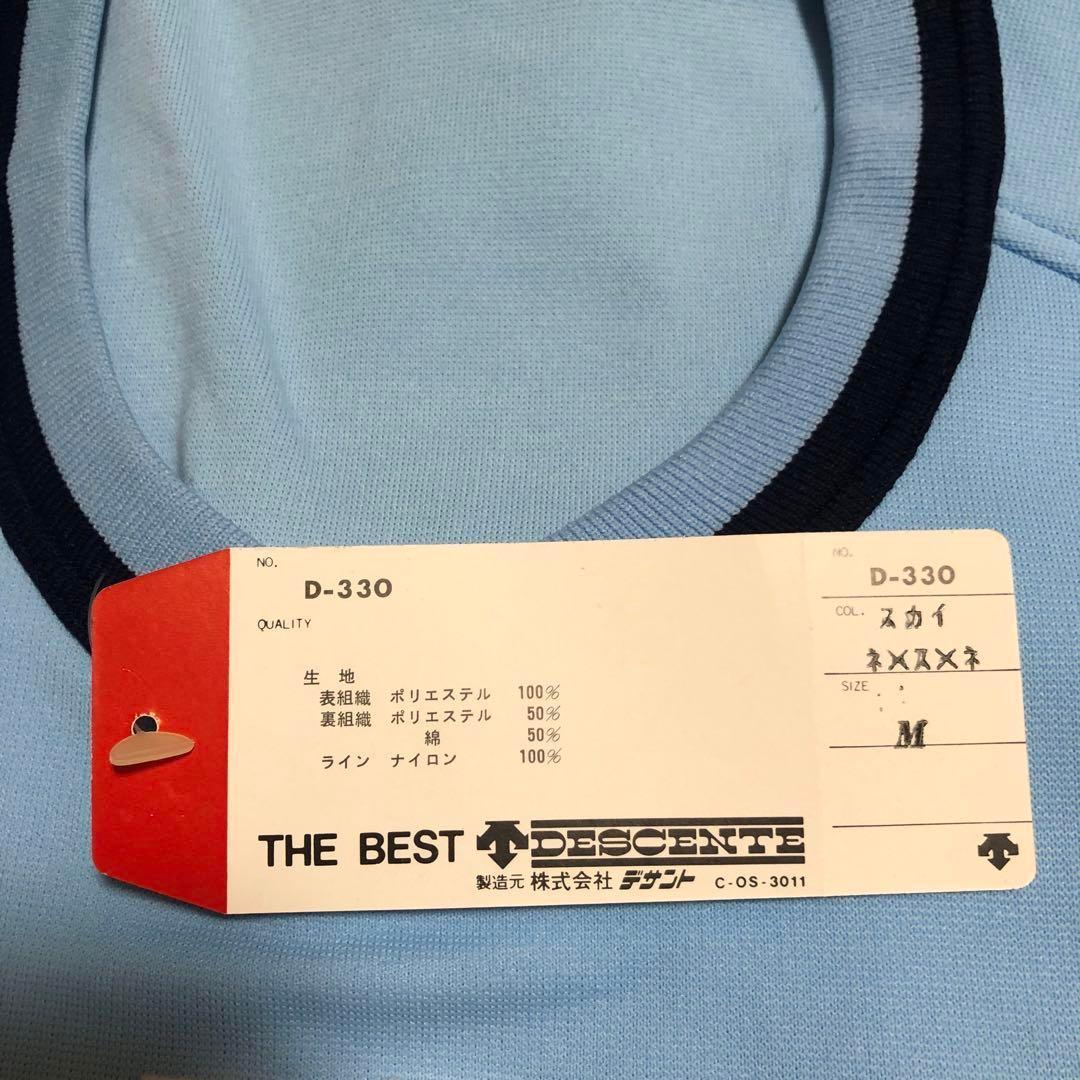 NO.
D-330
QUALITY
生 地
表組織 ポリエステル 100%
裏組織 ポリエステル 50%
綿 50%
ライン ナイロン 100%
THE BEST DESCENTE
製造元 株式会社 デサント C-OS-3011
NO.
D-330
COL. スカイ
ネ×ス×ネ
SIZE
M